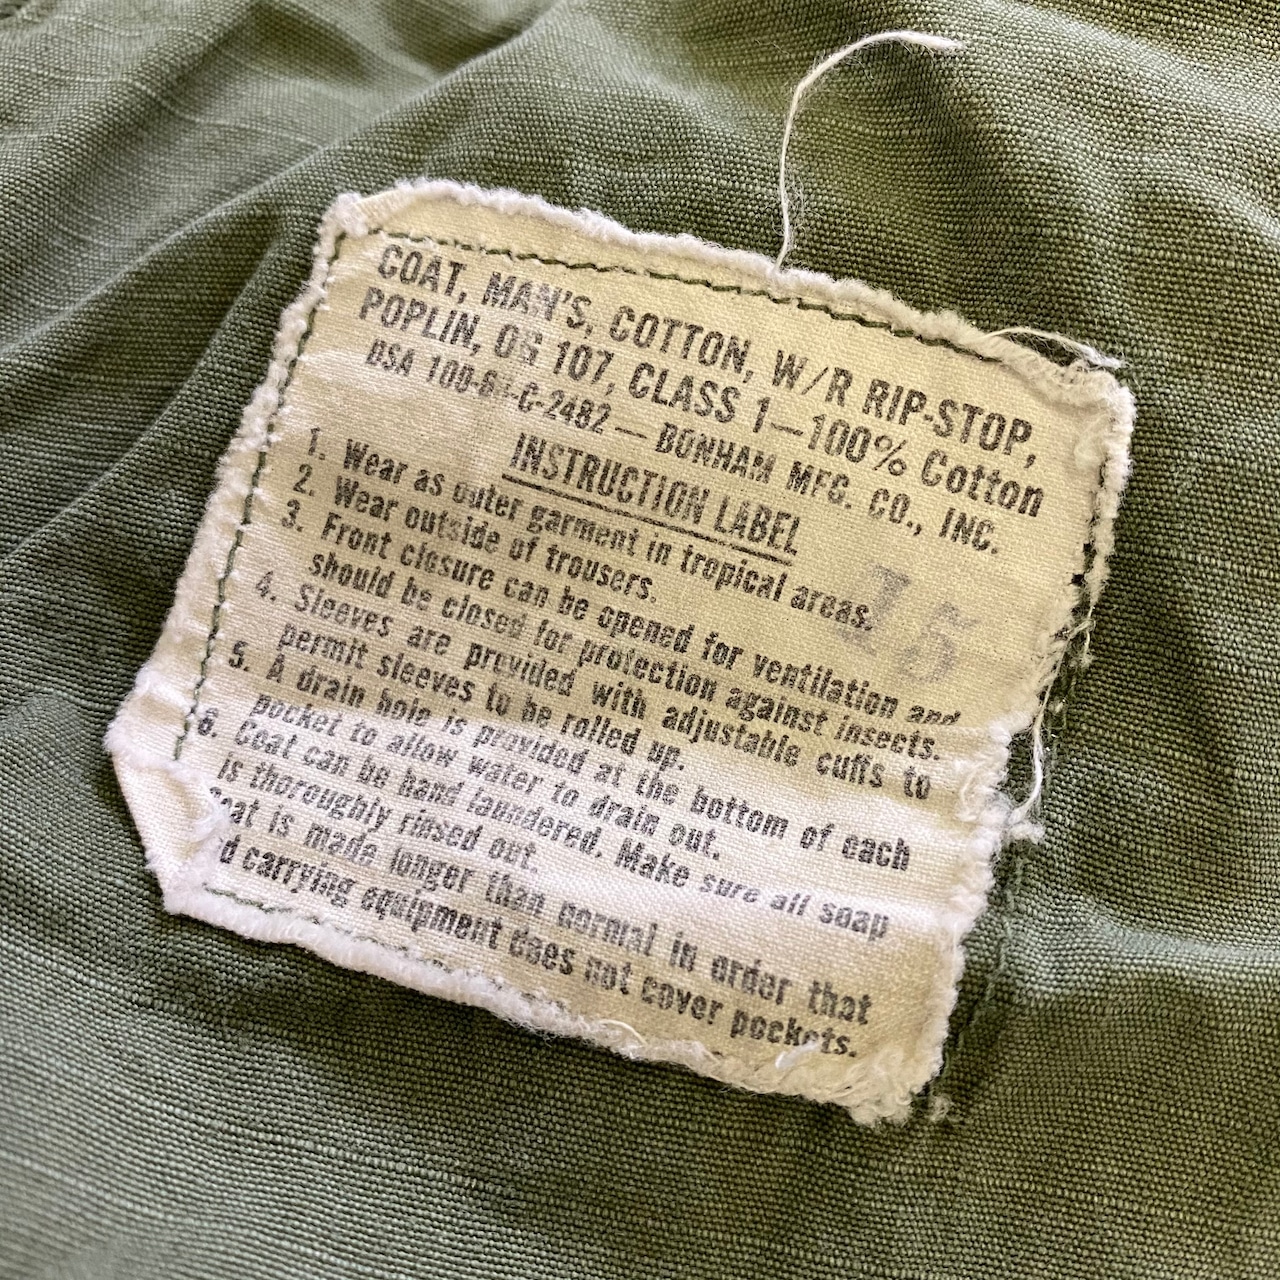 COAT, MAN'S, COTTON, W/R RIP-STOP,
POPLIN, OG 107, CLASS 1—100% Cotton
DSA 100- -C-2482 — BONHAM MFG. CO., INC.
INSTRUCTION LABEL
1. Wear as outer garment in tropical areas.
2. Wear outside of trousers.
3. Front closure can be opened for ventilation and
should be closed for protection against insects.
4. Sleeves are provided with adjustable cuffs to
permit sleeves to be rolled up.
5. A drain hole is provided at the bottom of each
pocket to allow water to drain out.
6. Coat can be hand laundered. Make sure all soap
is thoroughly rinsed out.
Coat is made longer than normal in order that
carrying equipment does not cover pockets.
J5